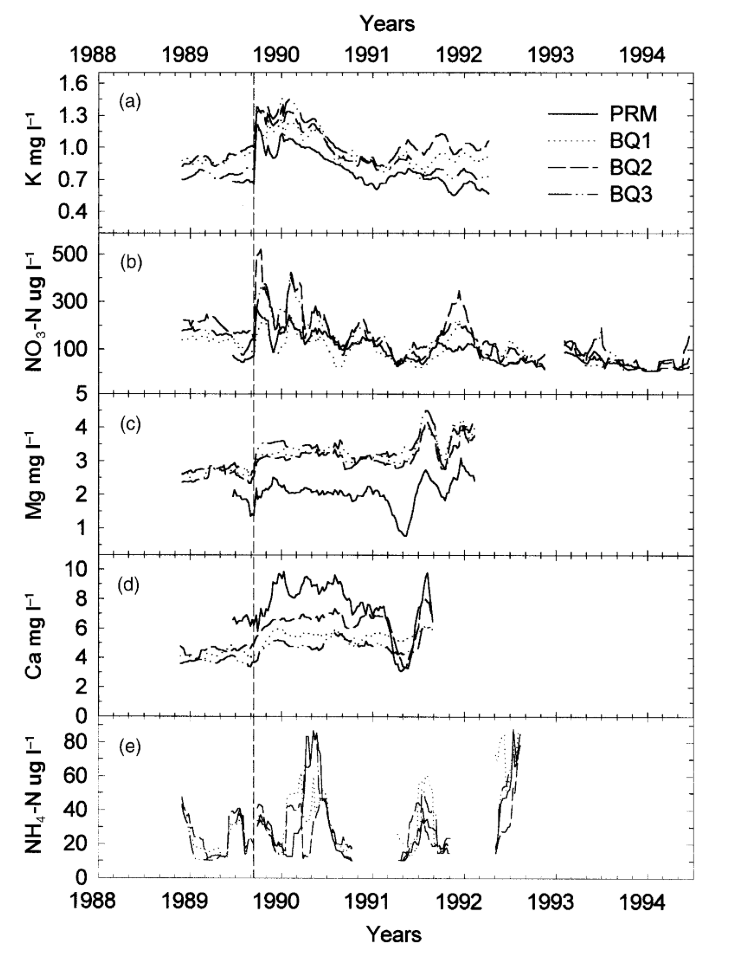 Years
1988 1989 1990 1991 1992 1993 1994
1.6
1.3
1.0
0.7
0.4
K mg l⁻¹
(a)
PRM
BQ1
BQ2
BQ3
500
300
100
5
NO₃-N ug l⁻¹
(b)
4
3
2
1
Mg mg l⁻¹
(c)
10
8
6
4
2
0
Ca mg l⁻¹
(d)
80
60
40
20
0
NH₄-N ug l⁻¹
(e)
1988 1989 1990 1991 1992 1993 1994
Years